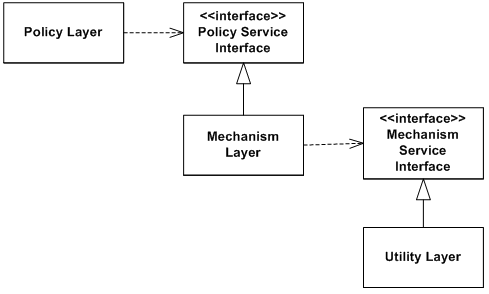 Policy Layer
<<interface>>
Policy Service
Interface
Mechanism
Layer
<<interface>>
Mechanism
Service
Interface
Utility Layer